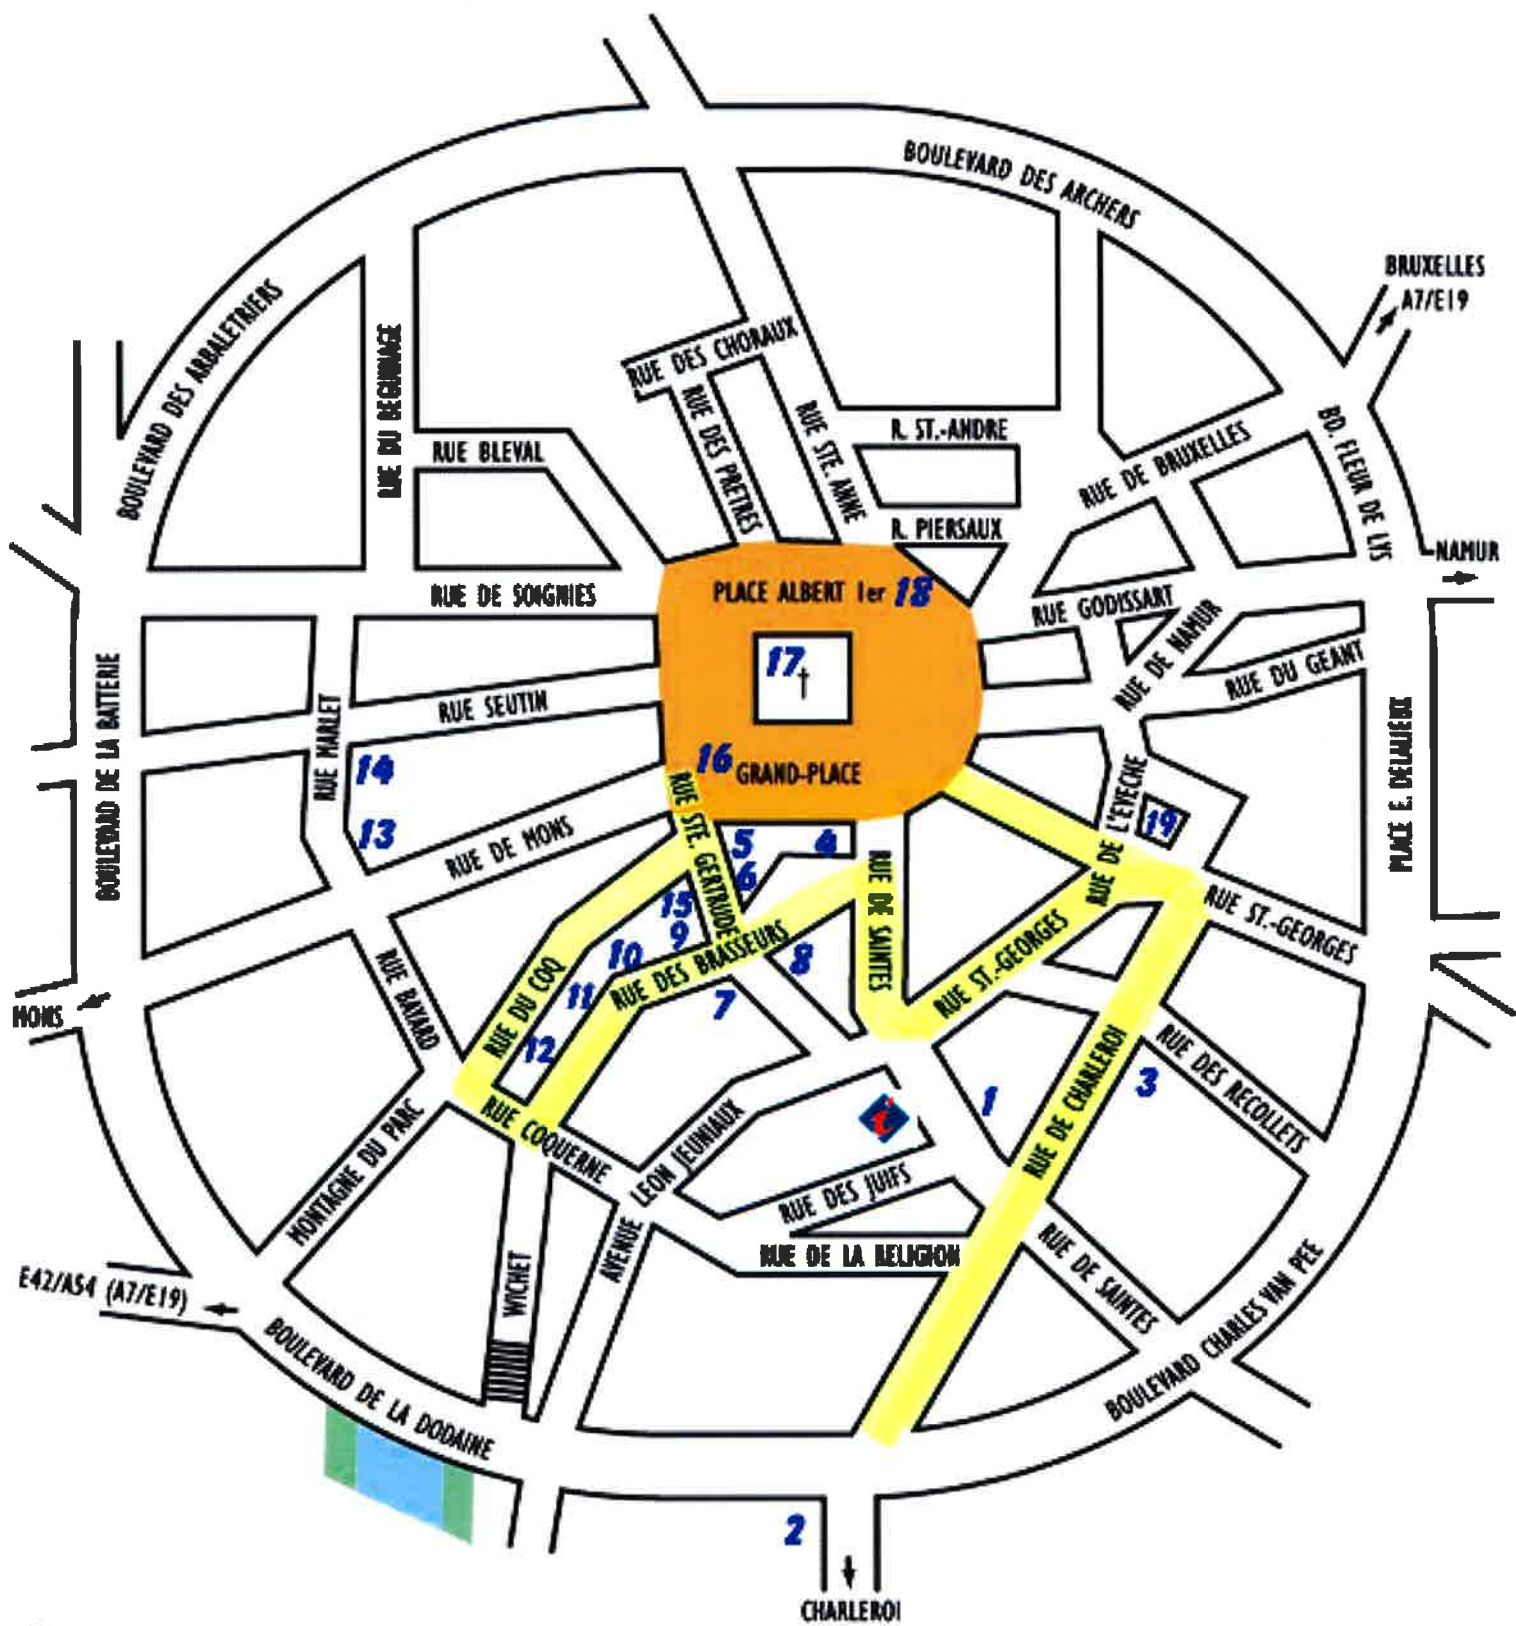 BOULEVARD DES ARCHERS
BRUXELLES
A7/E19
BOULEVARD DES ARBALETRIERS
RUE DU BEGUINAGE
RUE DES CHORAUX
RUE DES PRETRES
RUE STE. ANNE
R. ST.-ANDRE
RUE BLEVAL
RUE DE BRUXELLES
BD. FLEUR DE LYS
R. PIERSAUX
NAMUR
RUE DE SOIGNIES
PLACE ALBERT 1er 18
RUE GODISSART
RUE DE NAMUR
RUE DU GEANT
17
†
BOULEVARD DE LA BATTERIE
RUE MARLET
RUE SEUTIN
PLACE E. DELALIEUX
14
16
GRAND-PLACE
RUE DE L'EVECHE
19
13
RUE DE MONS
RUE STE. GERTRUDE
5
4
6
RUE DE SAINTES
RUE ST.-GEORGES
15
9
10
RUE DES BRASSEURS
8
RUE ST.-GEORGES
RUE BAYARD
RUE DU COQ
11
7
12
MONS
RUE DE CHARLEROI
RUE DES RECOLLETS
1
3
i
RUE COQUERNE
MONTAGNE DU PARC
AVENUE LEON JEUNIAUX
RUE DES JUIFS
RUE DE LA RELIGION
RUE DE SAINTES
WICHET
E42/A54 (A7/E19)
BOULEVARD DE LA DODAINE
BOULEVARD CHARLES VAN PEE
2
CHARLEROI